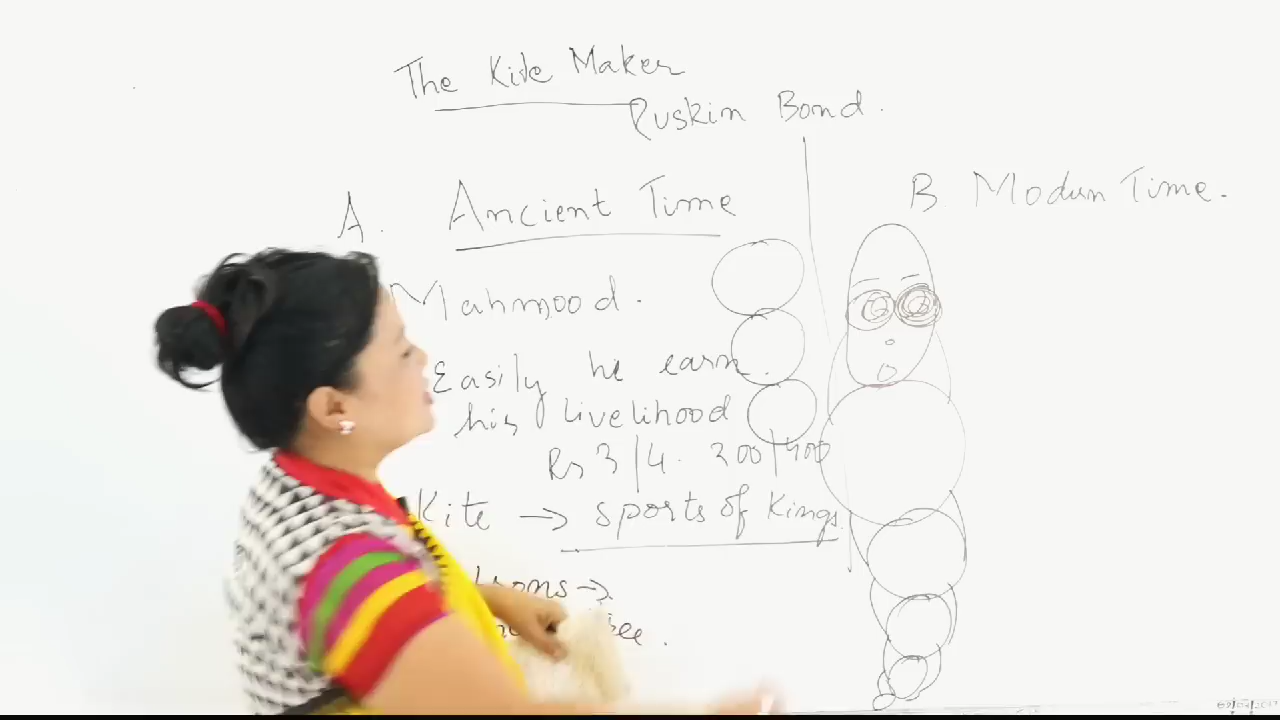 The Kite Maker
Ruskin Bond.
A. Ancient Time
Mahmood.
Easily he earn
his livelihood
Rs 3/4. 300/400
Kite → sports of Kings.
B. Modern Time.